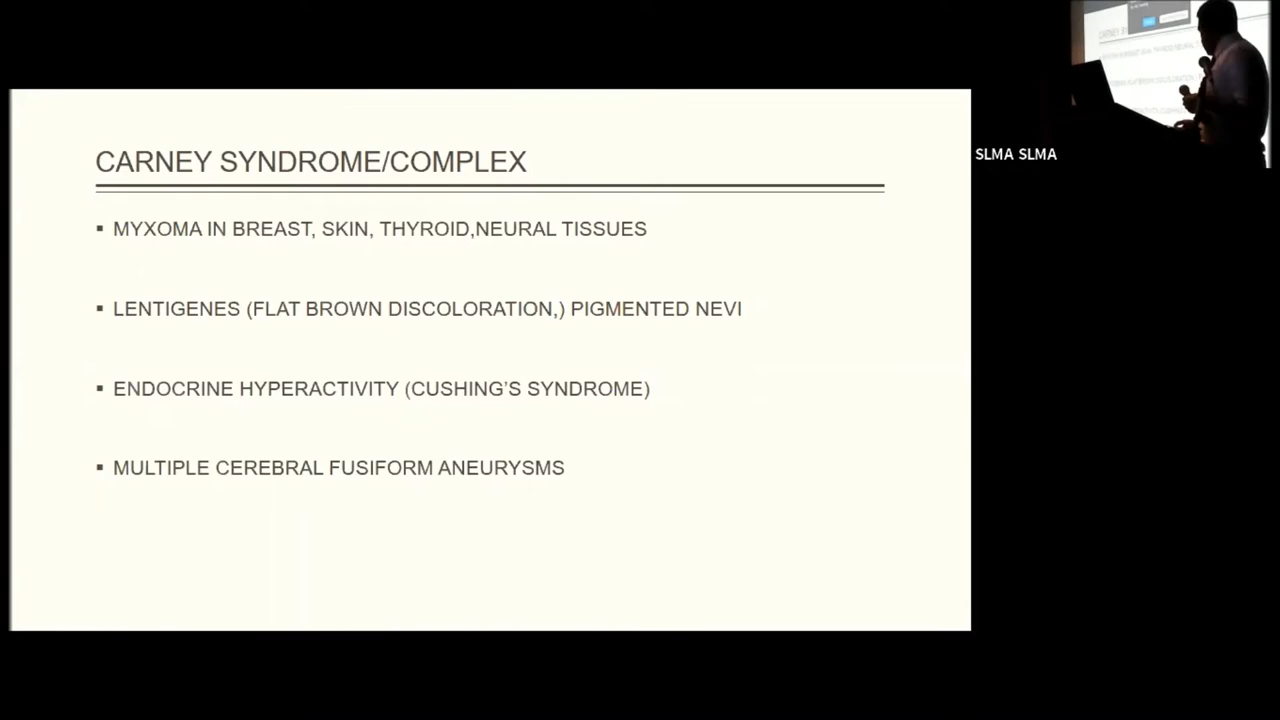 CARNEY SYNDROME/COMPLEX
▪ MYXOMA IN BREAST, SKIN, THYROID,NEURAL TISSUES
▪ LENTIGENES (FLAT BROWN DISCOLORATION,) PIGMENTED NEVI
▪ ENDOCRINE HYPERACTIVITY (CUSHING’S SYNDROME)
▪ MULTIPLE CEREBRAL FUSIFORM ANEURYSMS
SLMA SLMA